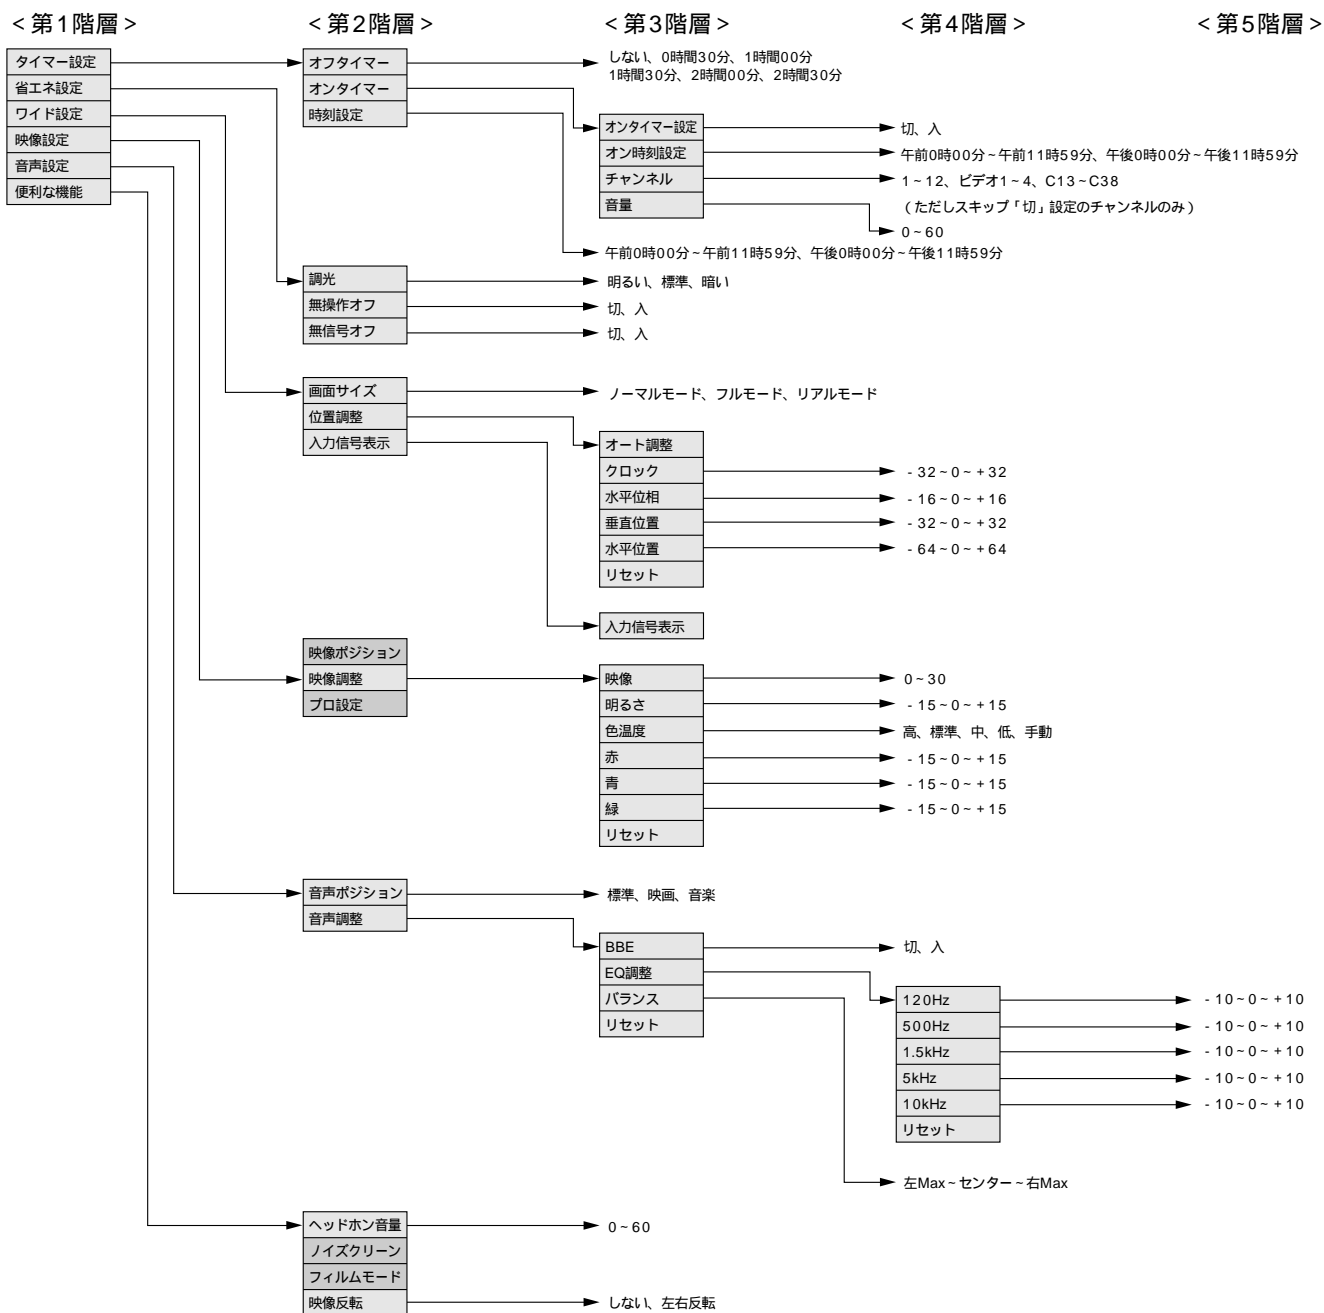 ＜第1階層＞
＜第2階層＞
＜第3階層＞
＜第4階層＞
＜第5階層＞
タイマー設定
省エネ設定
ワイド設定
映像設定
音声設定
便利な機能
オフタイマー
オンタイマー
時刻設定
しない、0時間30分、1時間00分
1時間30分、2時間00分、2時間30分
オンタイマー設定
オン時刻設定
チャンネル
音量
切、入
午前0時00分~午前11時59分、午後0時00分~午後11時59分
1~12、ビデオ1~4、C13~C38
（ただしスキップ「切」設定のチャンネルのみ）
0~60
午前0時00分~午前11時59分、午後0時00分~午後11時59分
調光
無操作オフ
無信号オフ
明るい、標準、暗い
切、入
切、入
画面サイズ
位置調整
入力信号表示
ノーマルモード、フルモード、リアルモード
オート調整
クロック
水平位相
垂直位置
水平位置
リセット
-32~0~+32
-16~0~+16
-32~0~+32
-64~0~+64
入力信号表示
映像ポジション
映像調整
プロ設定
映像
明るさ
色温度
赤
青
緑
リセット
0~30
-15~0~+15
高、標準、中、低、手動
-15~0~+15
-15~0~+15
-15~0~+15
音声ポジション
音声調整
標準、映画、音楽
BBE
EQ調整
バランス
リセット
切、入
120Hz
500Hz
1.5kHz
5kHz
10kHz
リセット
-10~0~+10
-10~0~+10
-10~0~+10
-10~0~+10
-10~0~+10
左Max~センター~右Max
ヘッドホン音量
ノイズクリーン
フィルムモード
映像反転
0~60
しない、左右反転